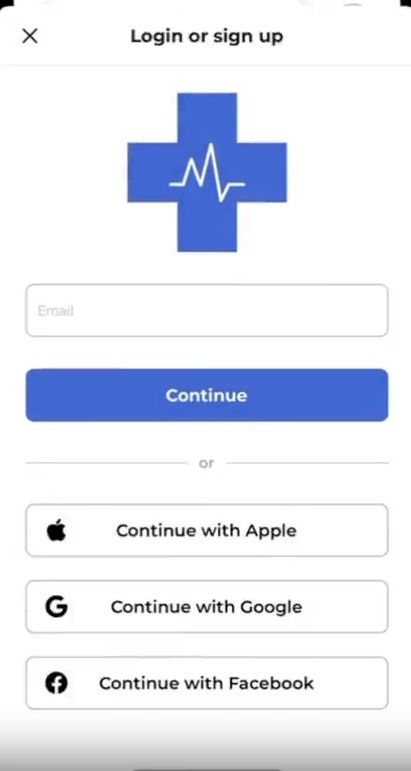 Login or sign up
Email
Continue
or
Continue with Apple
Continue with Google
Continue with Facebook